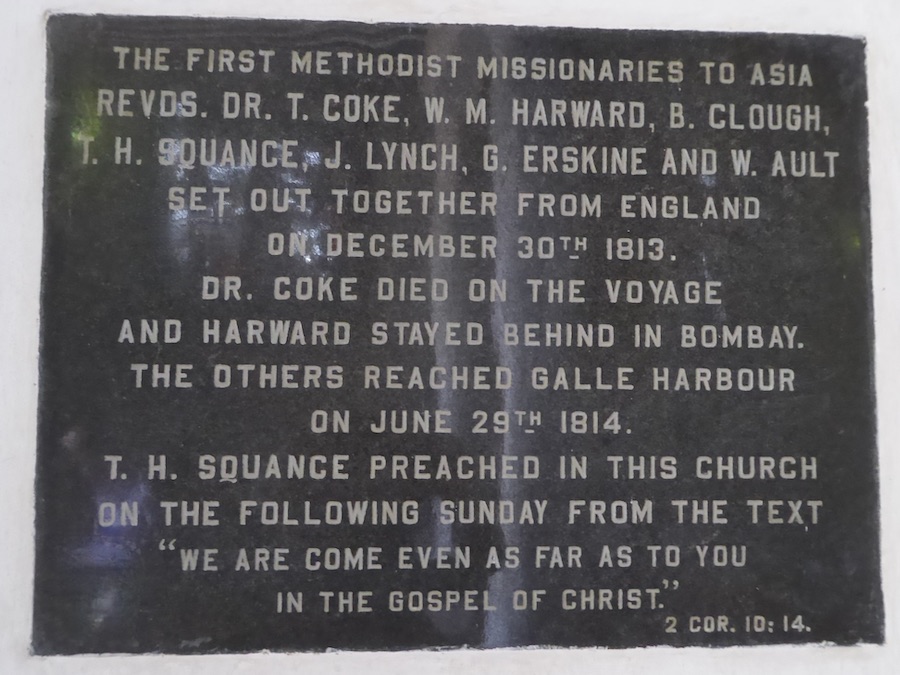 THE FIRST METHODIST MISSIONARIES TO ASIA
REVDS. DR. T. COKE, W. M. HARWARD, B. CLOUGH,
T. H. SQUANCE, J. LYNCH, G. ERSKINE AND W. AULT
SET OUT TOGETHER FROM ENGLAND
ON DECEMBER 30TH 1813.
DR. COKE DIED ON THE VOYAGE
AND HARWARD STAYED BEHIND IN BOMBAY.
THE OTHERS REACHED GALLE HARBOUR
ON JUNE 29TH 1814.
T. H. SQUANCE PREACHED IN THIS CHURCH
ON THE FOLLOWING SUNDAY FROM THE TEXT
“WE ARE COME EVEN AS FAR AS TO YOU
IN THE GOSPEL OF CHRIST.”
2 COR. 10: 14.